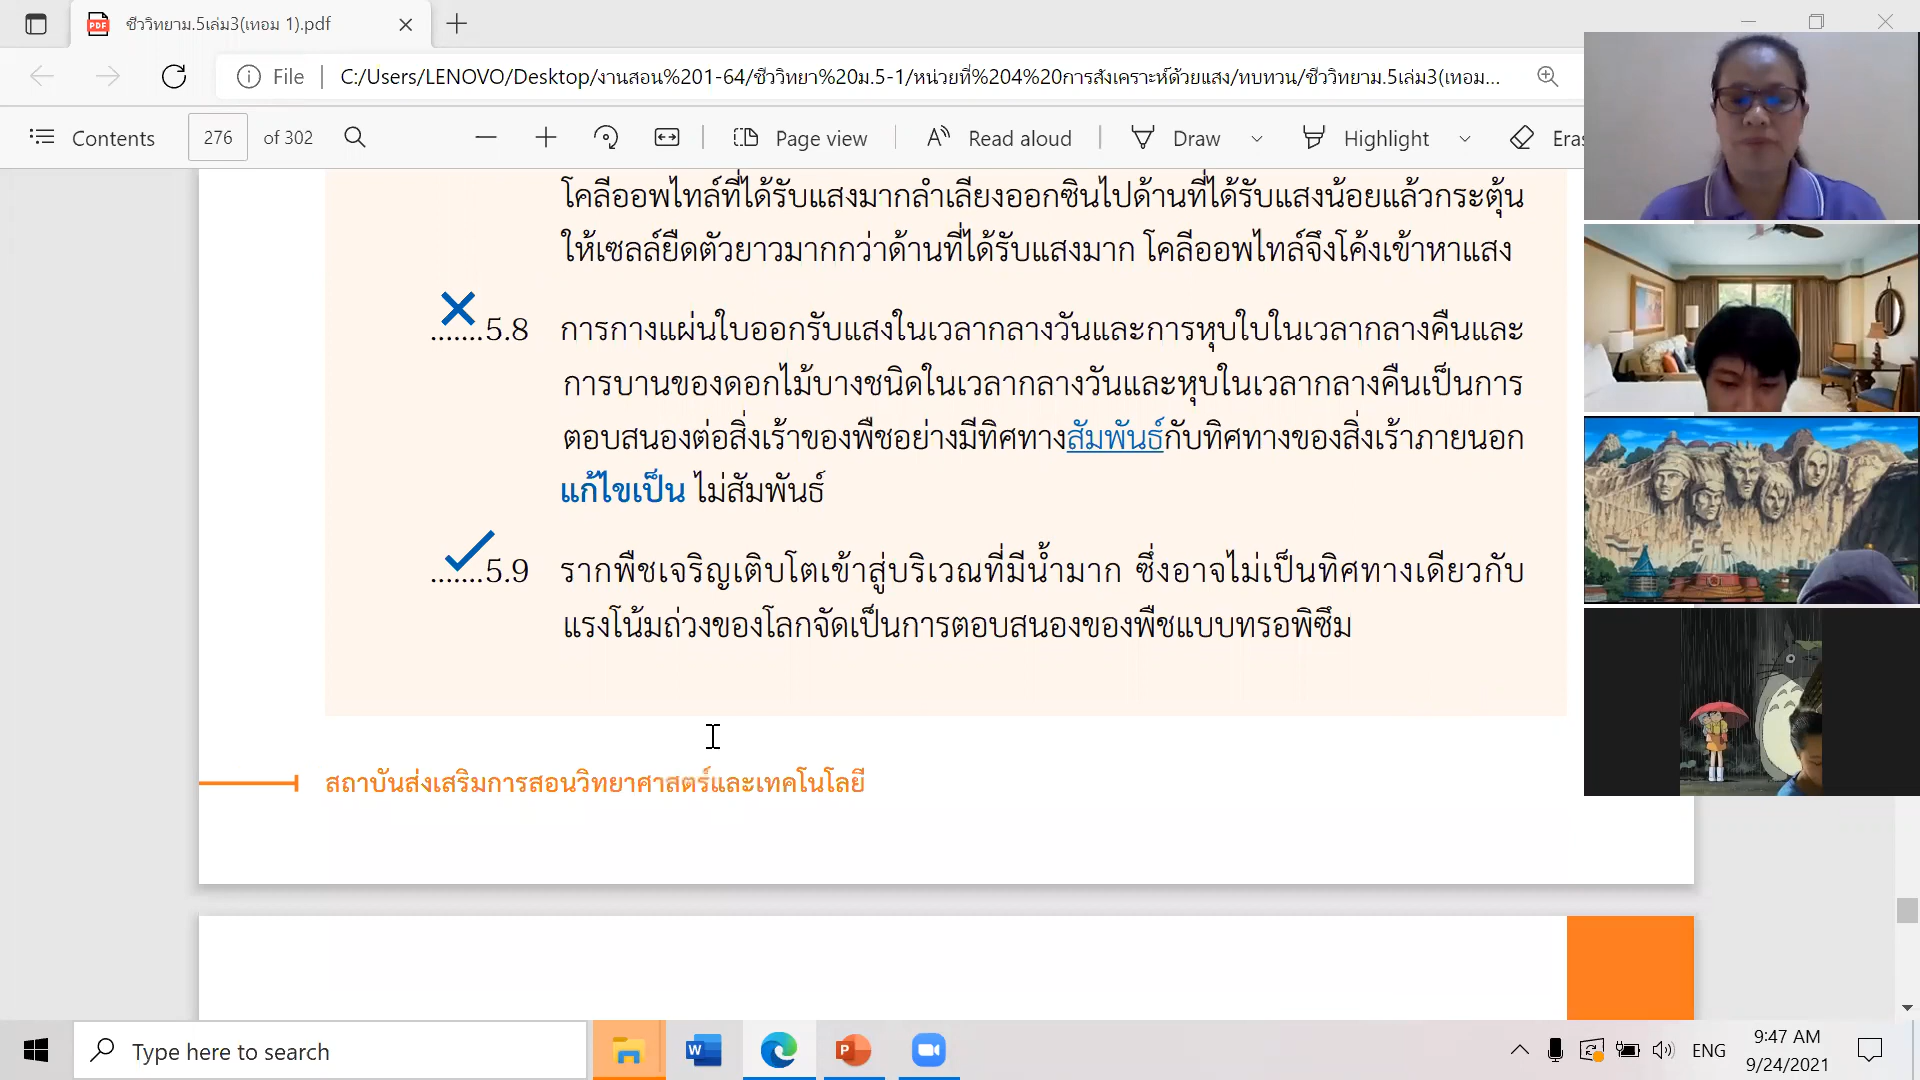 ชีววิทยาม.5เล่ม3(เทอม 1).pdf
File
C:/Users/LENOVO/Desktop/งานสอน%201-64/ชีววิทยา%20ม.5-1/หน่วยที่%204%20การสังเคราะห์ด้วยแสง/ทบทวน/ชีววิทยาม.5เล่ม3(เทอม...
Contents
276
of 302
Page view
Read aloud
Draw
Highlight
Eras
โคลีออพไทล์ที่ได้รับแสงมากลำเลียงออกซินไปด้านที่ได้รับแสงน้อยแล้วกระตุ้น
ให้เซลล์ยืดตัวยาวมากกว่าด้านที่ได้รับแสงมาก โคลีออพไทล์จึงโค้งเข้าหาแสง
.......5.8 การกางแผ่นใบออกรับแสงในเวลากลางวันและการหุบใบในเวลากลางคืนและ
การบานของดอกไม้บางชนิดในเวลากลางวันและหุบในเวลากลางคืนเป็นการ
ตอบสนองต่อสิ่งเร้าของพืชอย่างมีทิศทางสัมพันธ์กับทิศทางของสิ่งเร้าภายนอก
แก้ไขเป็น ไม่สัมพันธ์
.......5.9 รากพืชเจริญเติบโตเข้าสู่บริเวณที่มีน้ำมาก ซึ่งอาจไม่เป็นทิศทางเดียวกับ
แรงโน้มถ่วงของโลกจัดเป็นการตอบสนองของพืชแบบทรอพิซึม
สถาบันส่งเสริมการสอนวิทยาศาสตร์และเทคโนโลยี
Type here to search
ENG
9:47 AM
9/24/2021